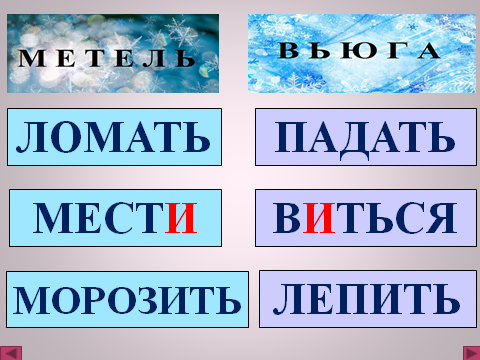 МЕТЕЛЬ ВЬЮГА
ЛОМАТЬ ПАДАТЬ
МЕСТИ ВИТЬСЯ
МОРОЗИТЬ ЛЕПИТЬ